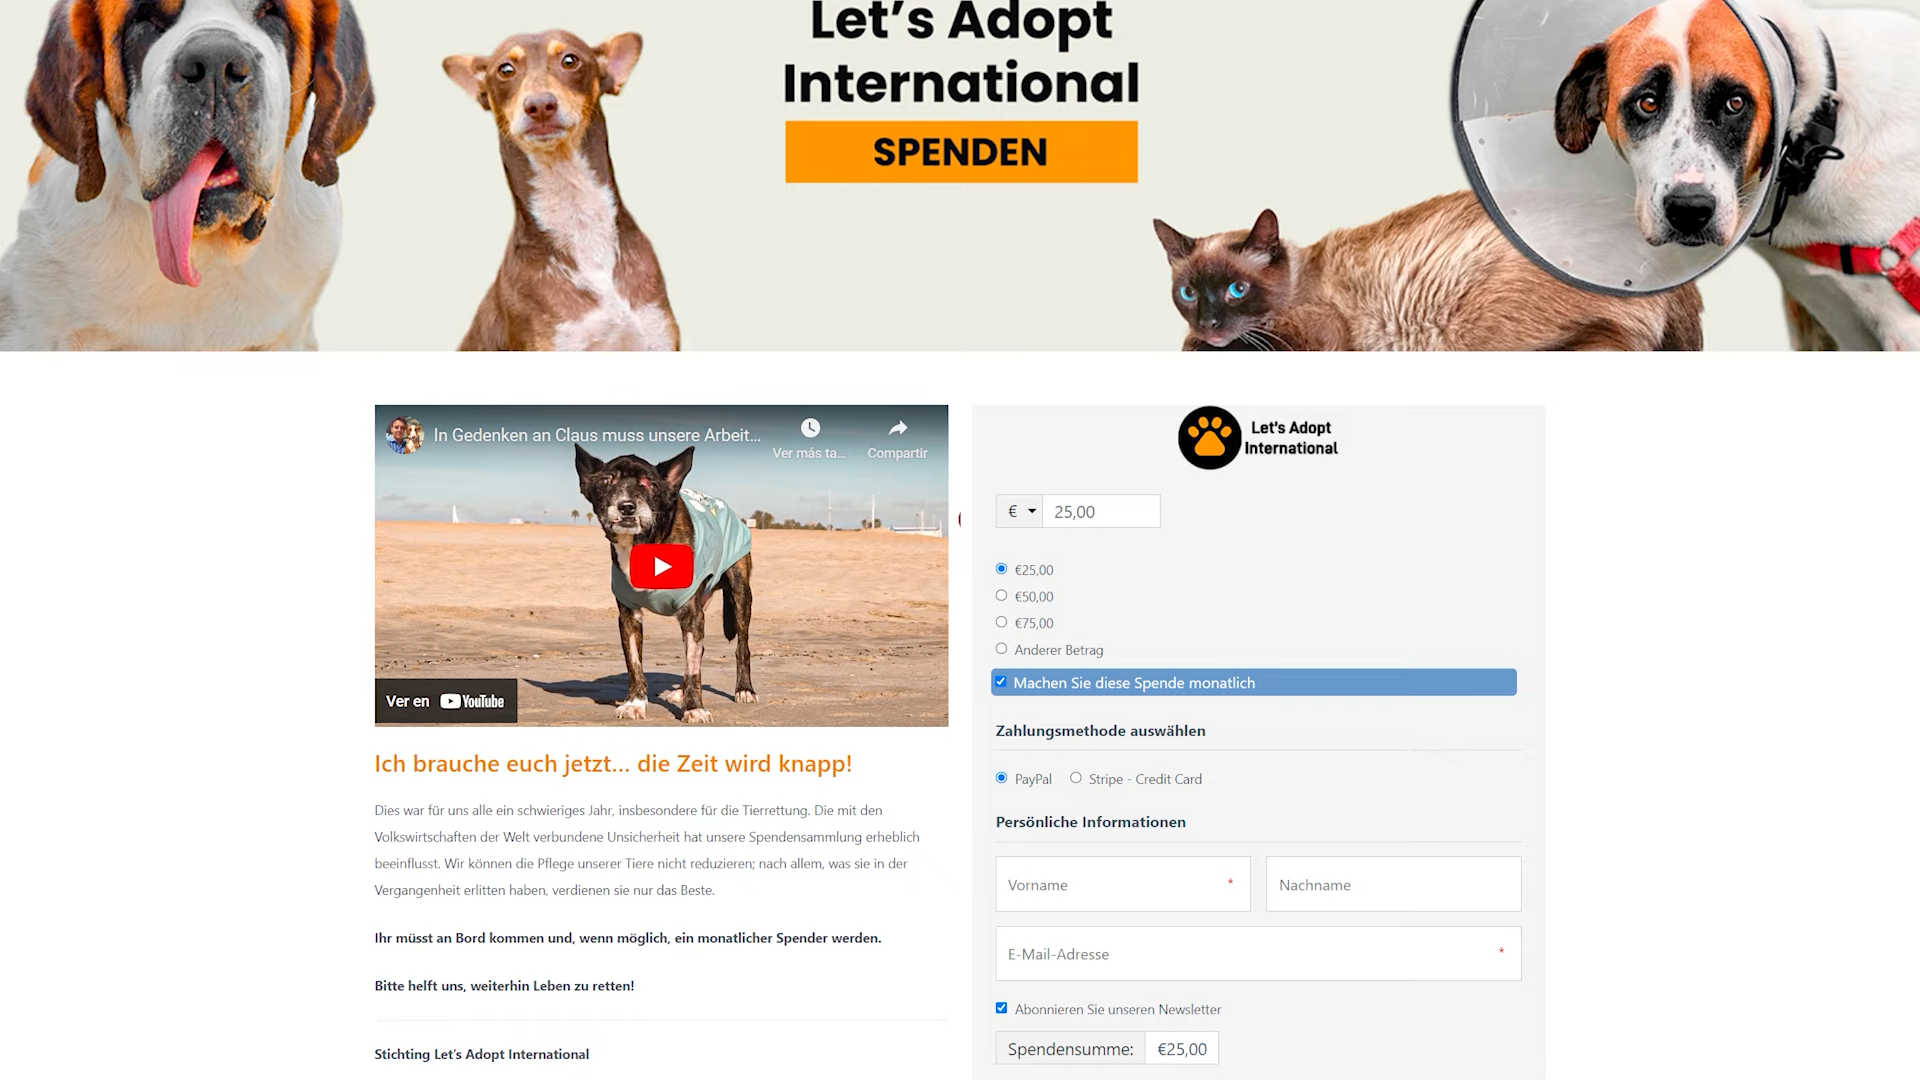 Let’s Adopt
International
SPENDEN
In Gedenken an Claus muss unsere Arbeit...
Ver más ta...
Compartir
Ver en YouTube
Ich brauche euch jetzt... die Zeit wird knapp!
Dies war für uns alle ein schwieriges Jahr, insbesondere für die Tierrettung. Die mit den
Volkswirtschaften der Welt verbundene Unsicherheit hat unsere Spendensammlung erheblich
beeinflusst. Wir können die Pflege unserer Tiere nicht reduzieren; nach allem, was sie in der
Vergangenheit erlitten haben, verdienen sie nur das Beste.
Ihr müsst an Bord kommen und, wenn möglich, ein monatlicher Spender werden.
Bitte helft uns, weiterhin Leben zu retten!
Stichting Let’s Adopt International
Let's Adopt
International
€ 25,00
€25,00
€50,00
€75,00
Anderer Betrag
Machen Sie diese Spende monatlich
Zahlungsmethode auswählen
PayPal Stripe - Credit Card
Persönliche Informationen
Vorname * Nachname
E-Mail-Adresse *
Abonnieren Sie unseren Newsletter
Spendensumme: €25,00